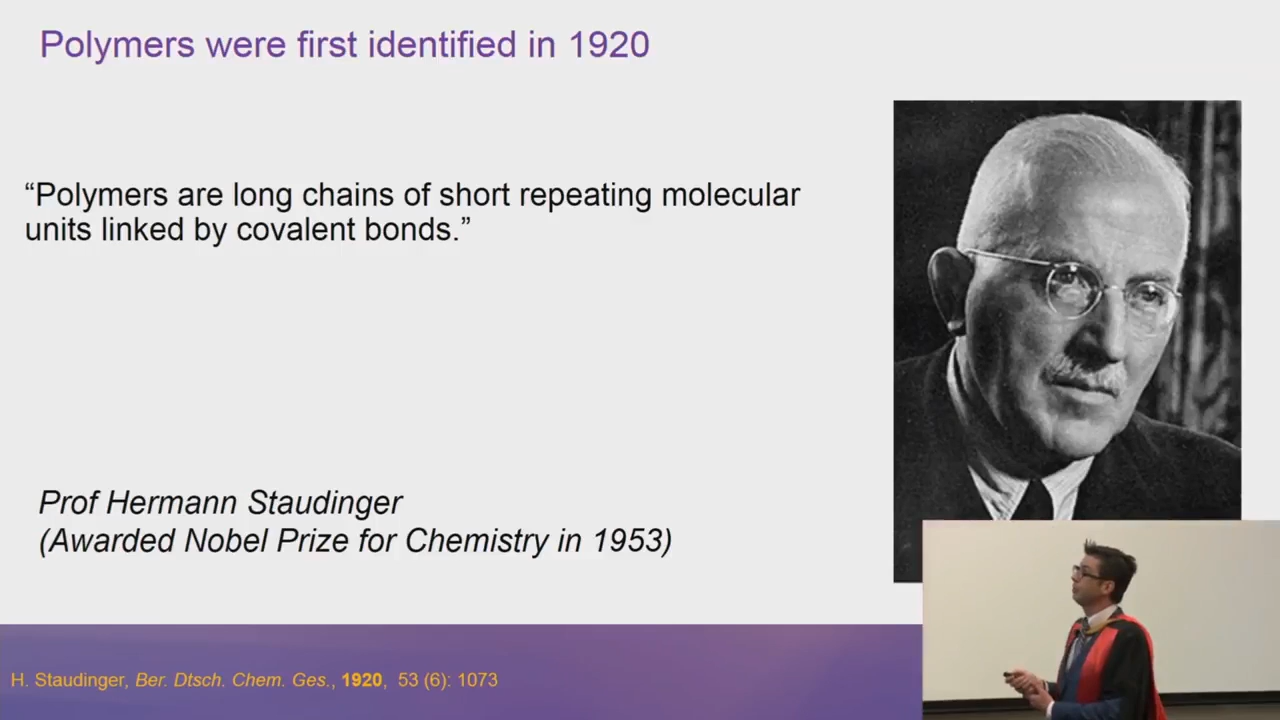 Polymers were first identified in 1920
“Polymers are long chains of short repeating molecular
units linked by covalent bonds.”
Prof Hermann Staudinger
(Awarded Nobel Prize for Chemistry in 1953)
H. Staudinger, Ber. Dtsch. Chem. Ges., 1920, 53 (6): 1073